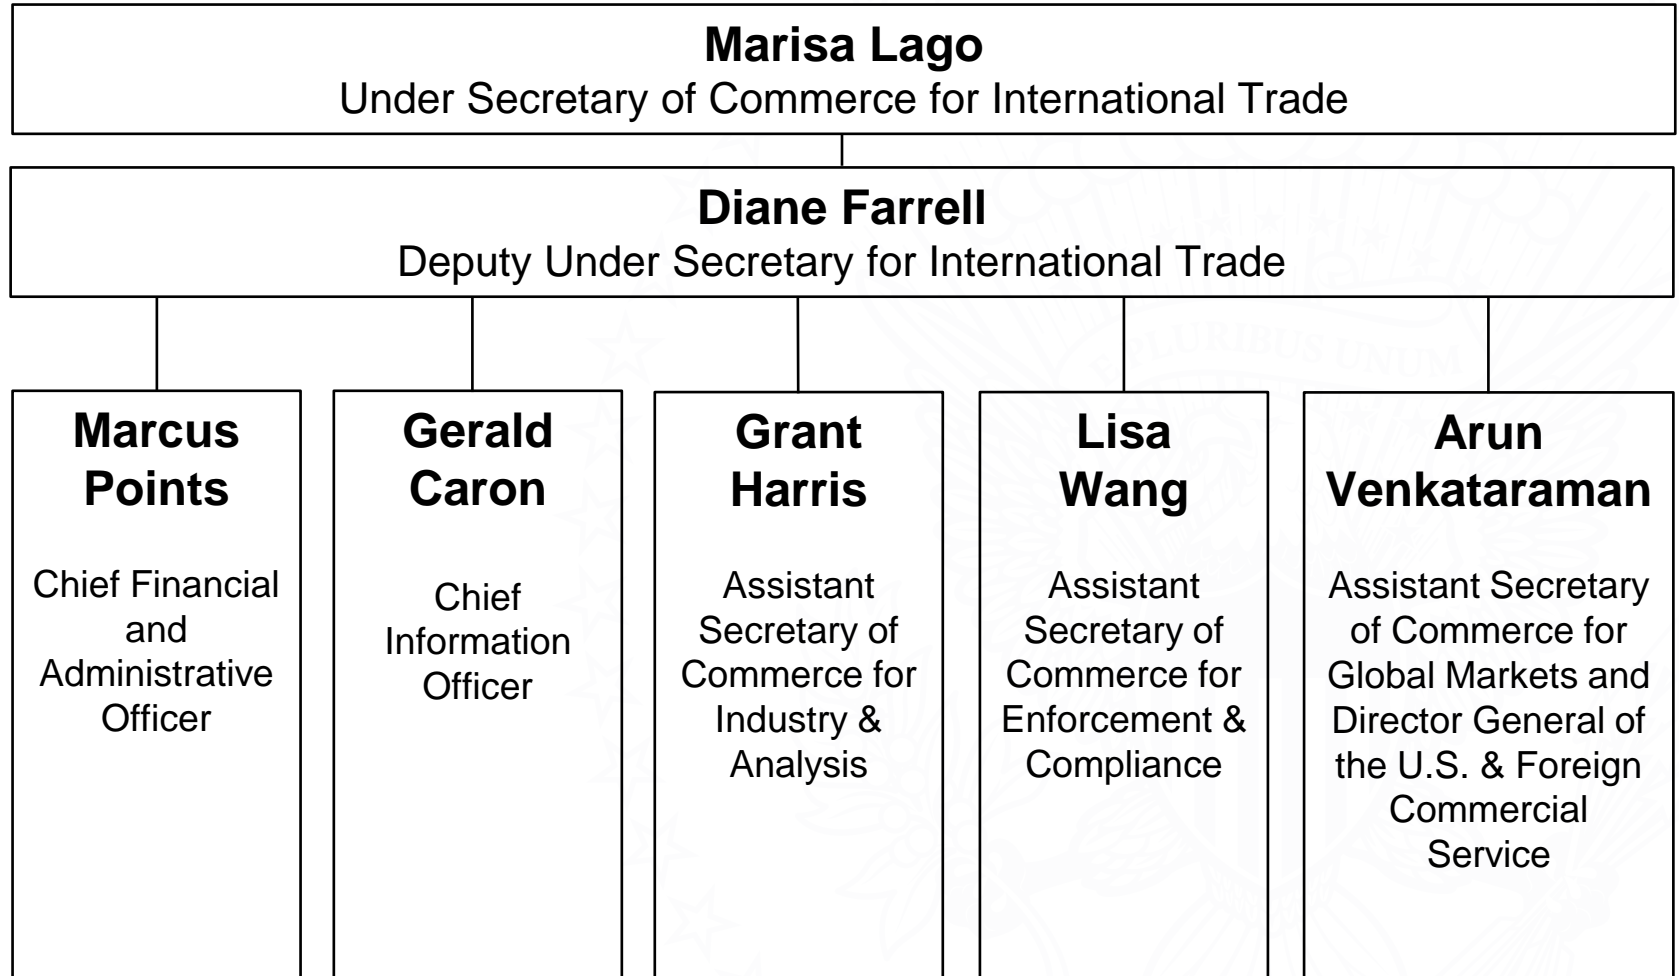 Marisa Lago
Under Secretary of Commerce for International Trade
Diane Farrell
Deputy Under Secretary for International Trade
Marcus
Points
Chief Financial
and
Administrative
Officer
Gerald
Caron
Chief
Information
Officer
Grant
Harris
Assistant
Secretary of
Commerce for
Industry &
Analysis
Lisa
Wang
Assistant
Secretary of
Commerce for
Enforcement &
Compliance
Arun
Venkataraman
Assistant Secretary
of Commerce for
Global Markets and
Director General of
the U.S. & Foreign
Commercial
Service
E PLURIBUS UNUM